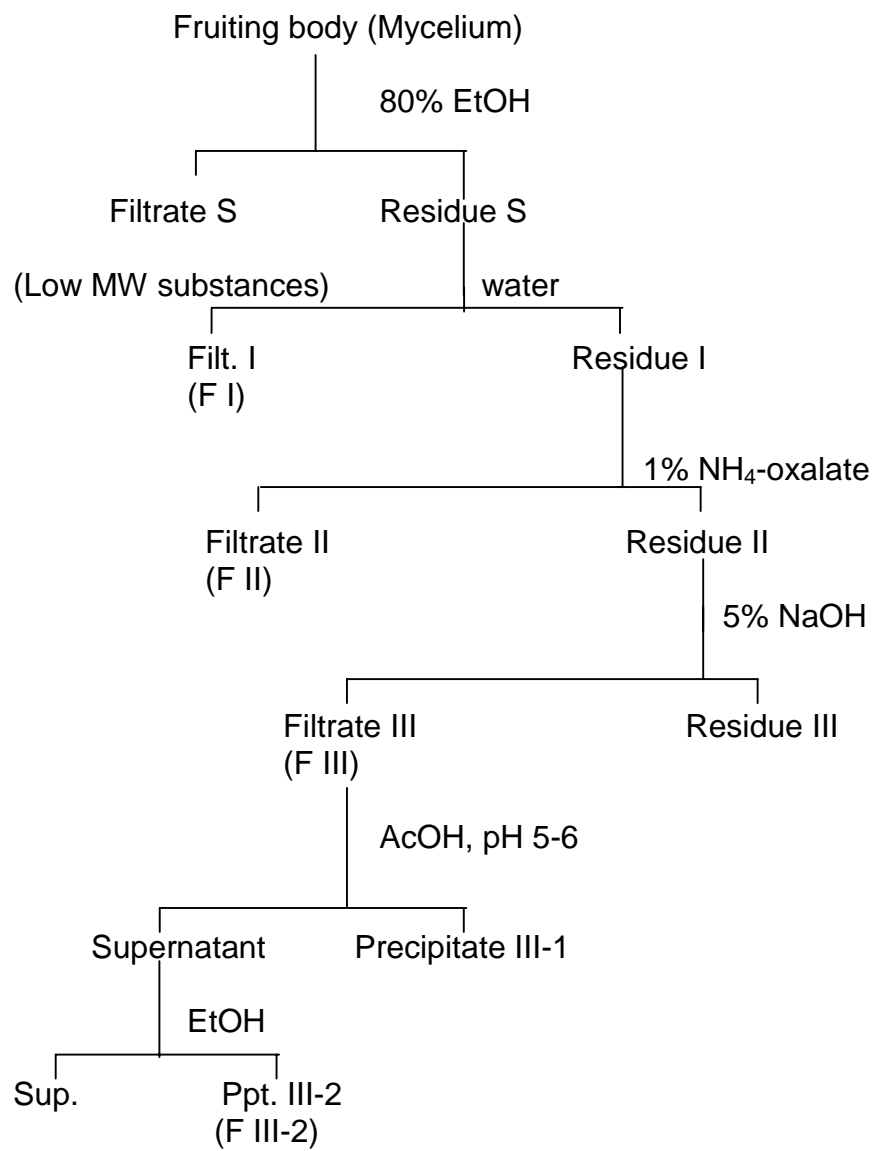 Fruiting body (Mycelium)
80% EtOH
Filtrate S
Residue S
(Low MW substances)
water
Filt. I
(F I)
Residue I
1% NH₄-oxalate
Filtrate II
(F II)
Residue II
5% NaOH
Filtrate III
(F III)
Residue III
AcOH, pH 5-6
Supernatant
Precipitate III-1
EtOH
Sup.
Ppt. III-2
(F III-2)